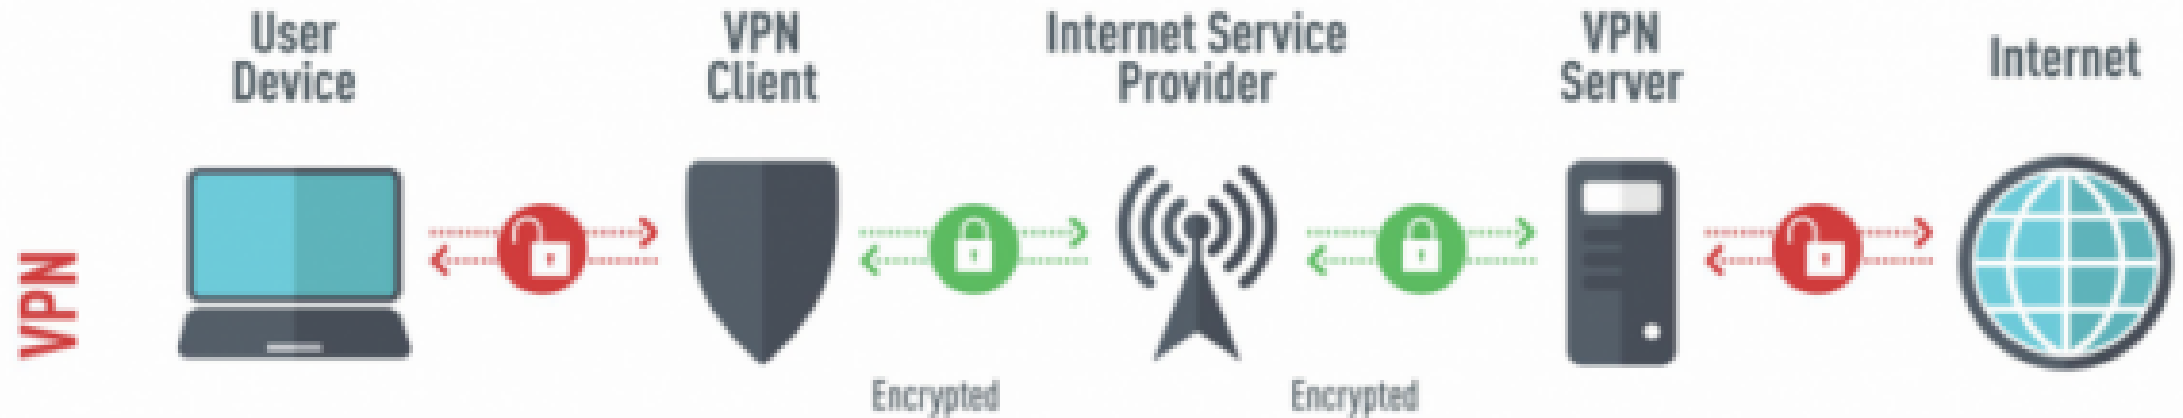 User
Device
VPN
Client
Internet Service
Provider
VPN
Server
Internet
VPN
Encrypted
Encrypted